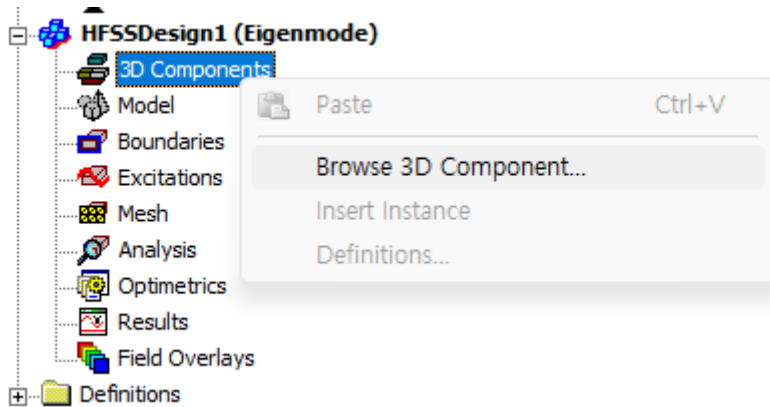 HFSSDesign1 (Eigenmode)
3D Components
Model
Paste Ctrl+V
Boundaries
Browse 3D Component...
Excitations
Mesh
Insert Instance
Analysis
Definitions...
Optimetrics
Results
Field Overlays
Definitions